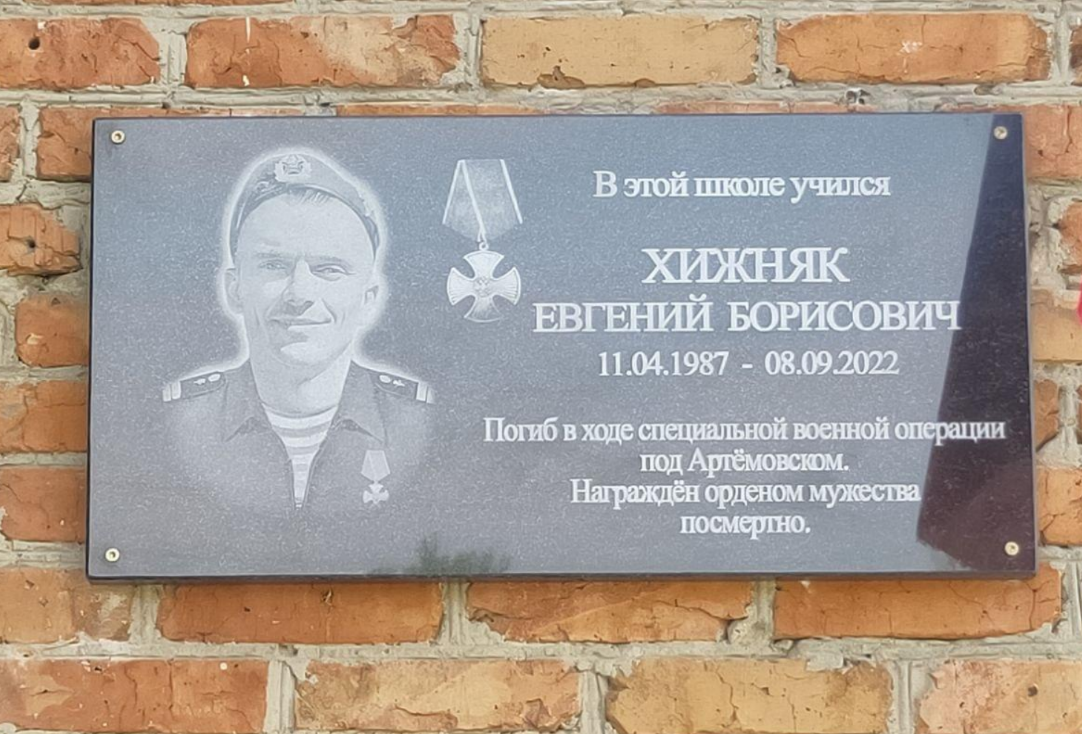 В этой школе учился
ХИЖНЯК
ЕВГЕНИЙ БОРИСОВИЧ
11.04.1987 - 08.09.2022
Погиб в ходе специальной военной операции
под Артёмовском.
Награждён орденом мужества
посмертно.